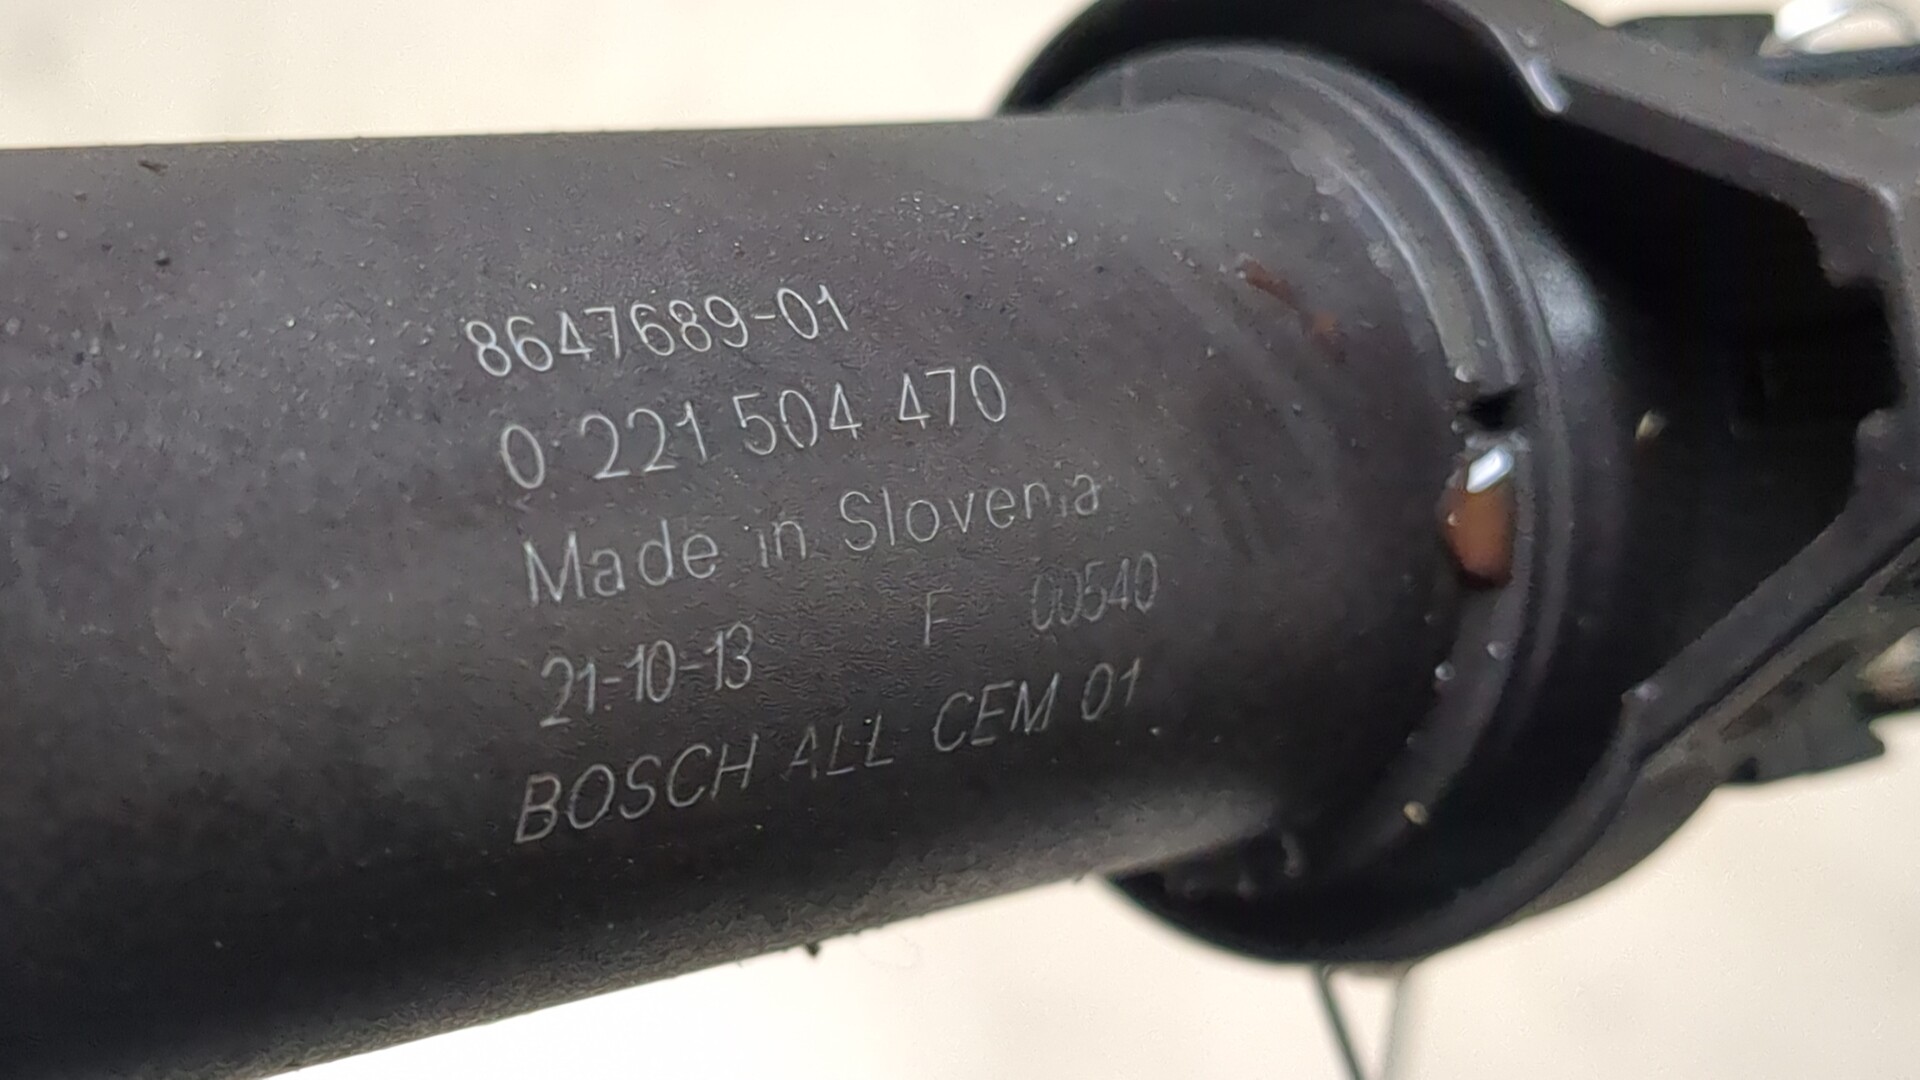 8647689-01
0 221 504 470
Made in Slovenia
21-10-13 F 00540
BOSCH ALL CEM 01